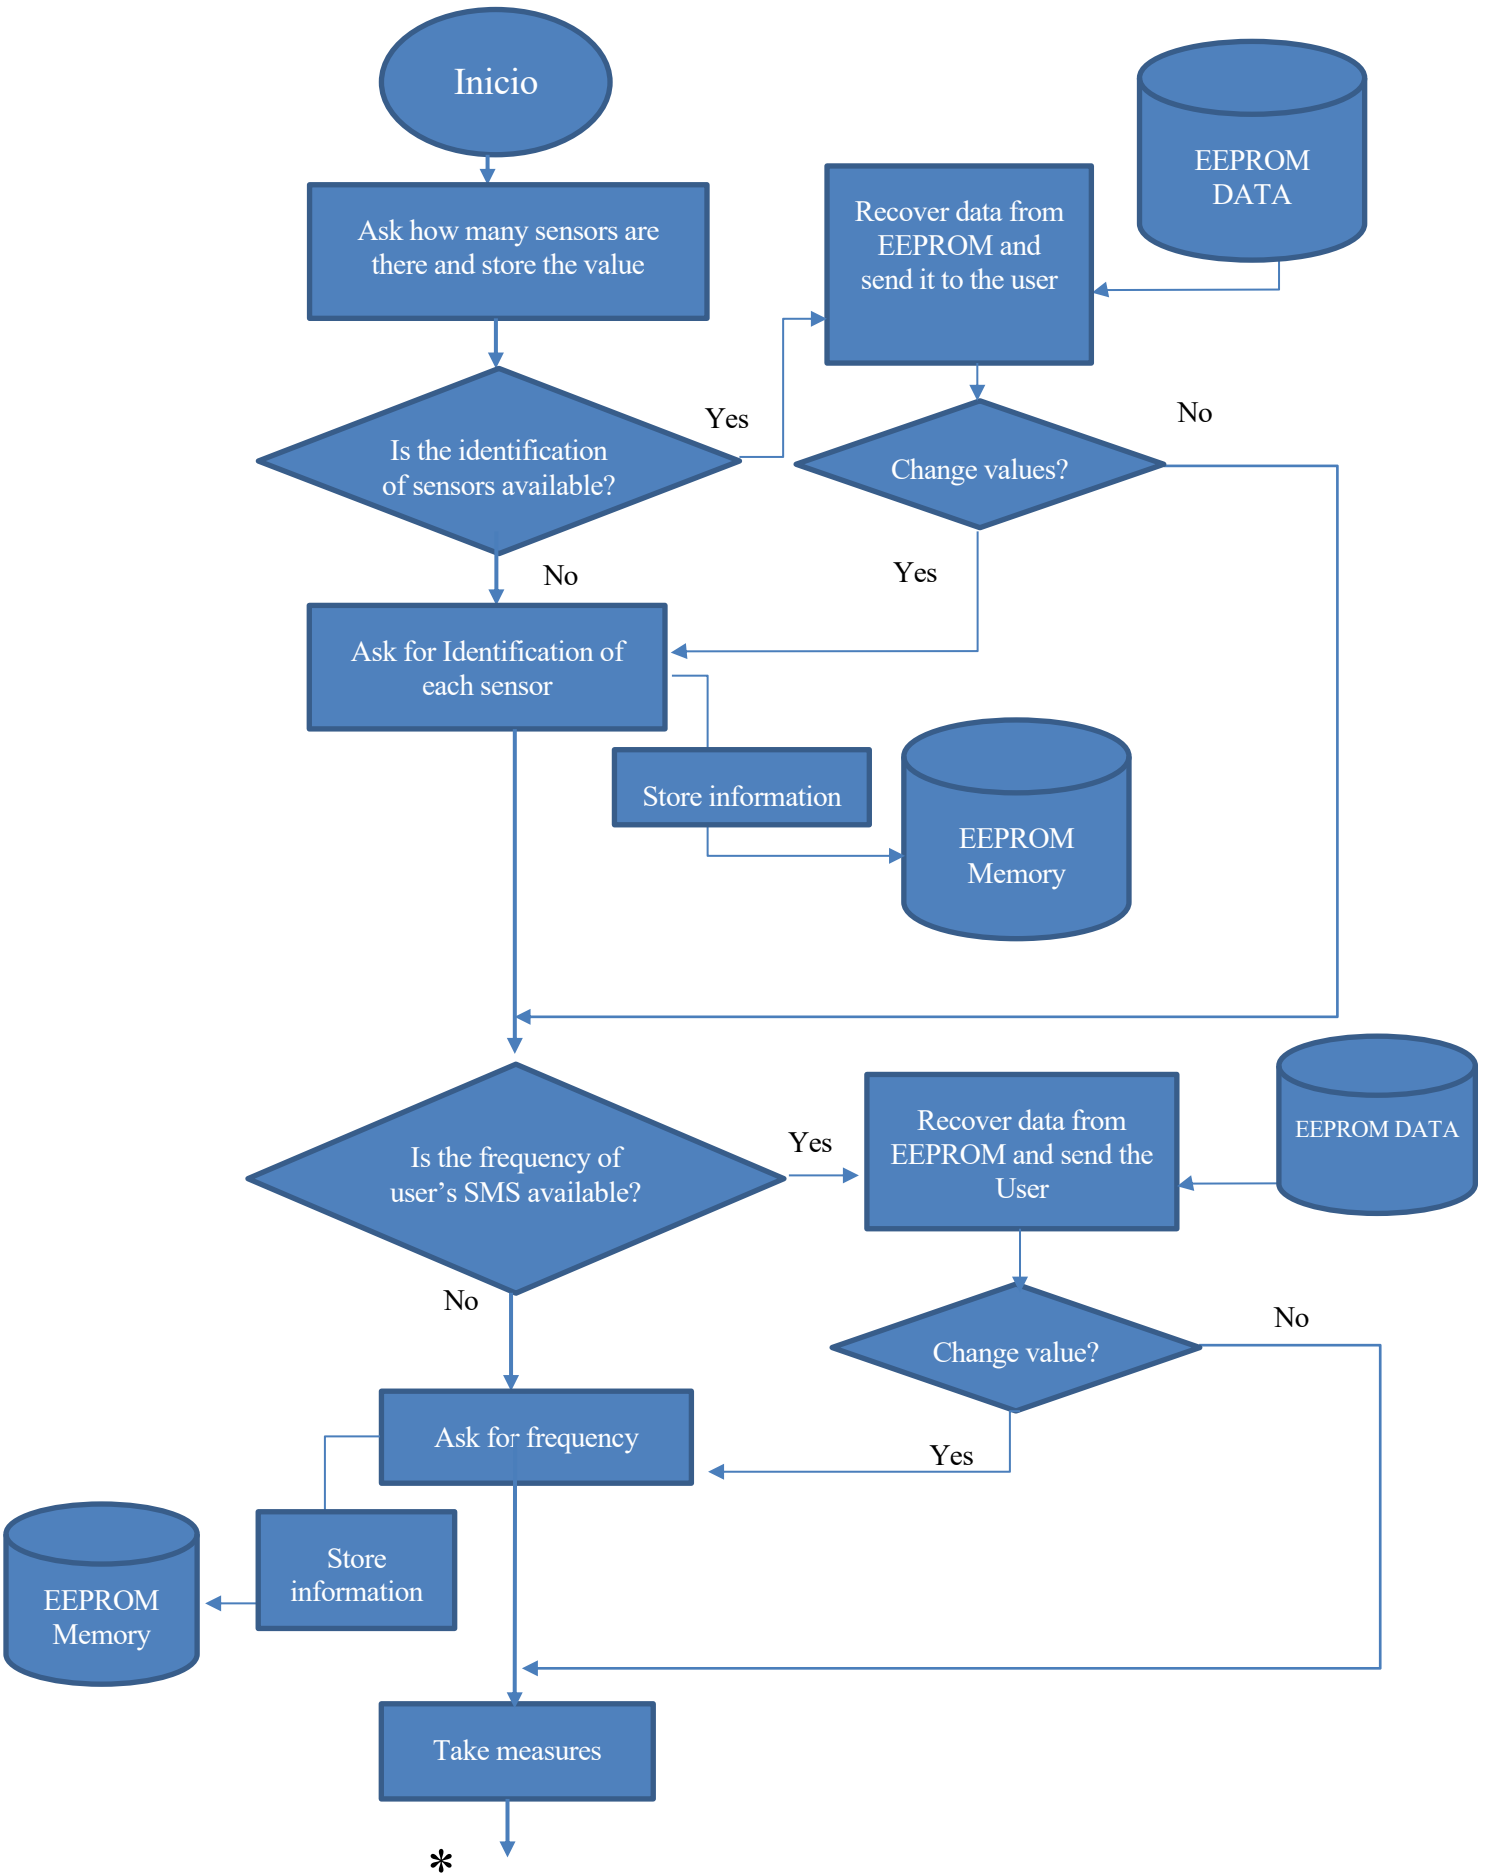 Inicio
EEPROM
DATA
Ask how many sensors are
there and store the value
Recover data from
EEPROM and
send it to the user
Yes
No
Is the identification
of sensors available?
Change values?
No
Yes
Ask for Identification of
each sensor
Store information
EEPROM
Memory
Recover data from
EEPROM and send the
User
EEPROM DATA
Yes
Is the frequency of
user’s SMS available?
No
No
Change value?
Ask for frequency
Yes
Store
information
EEPROM
Memory
Take measures
*